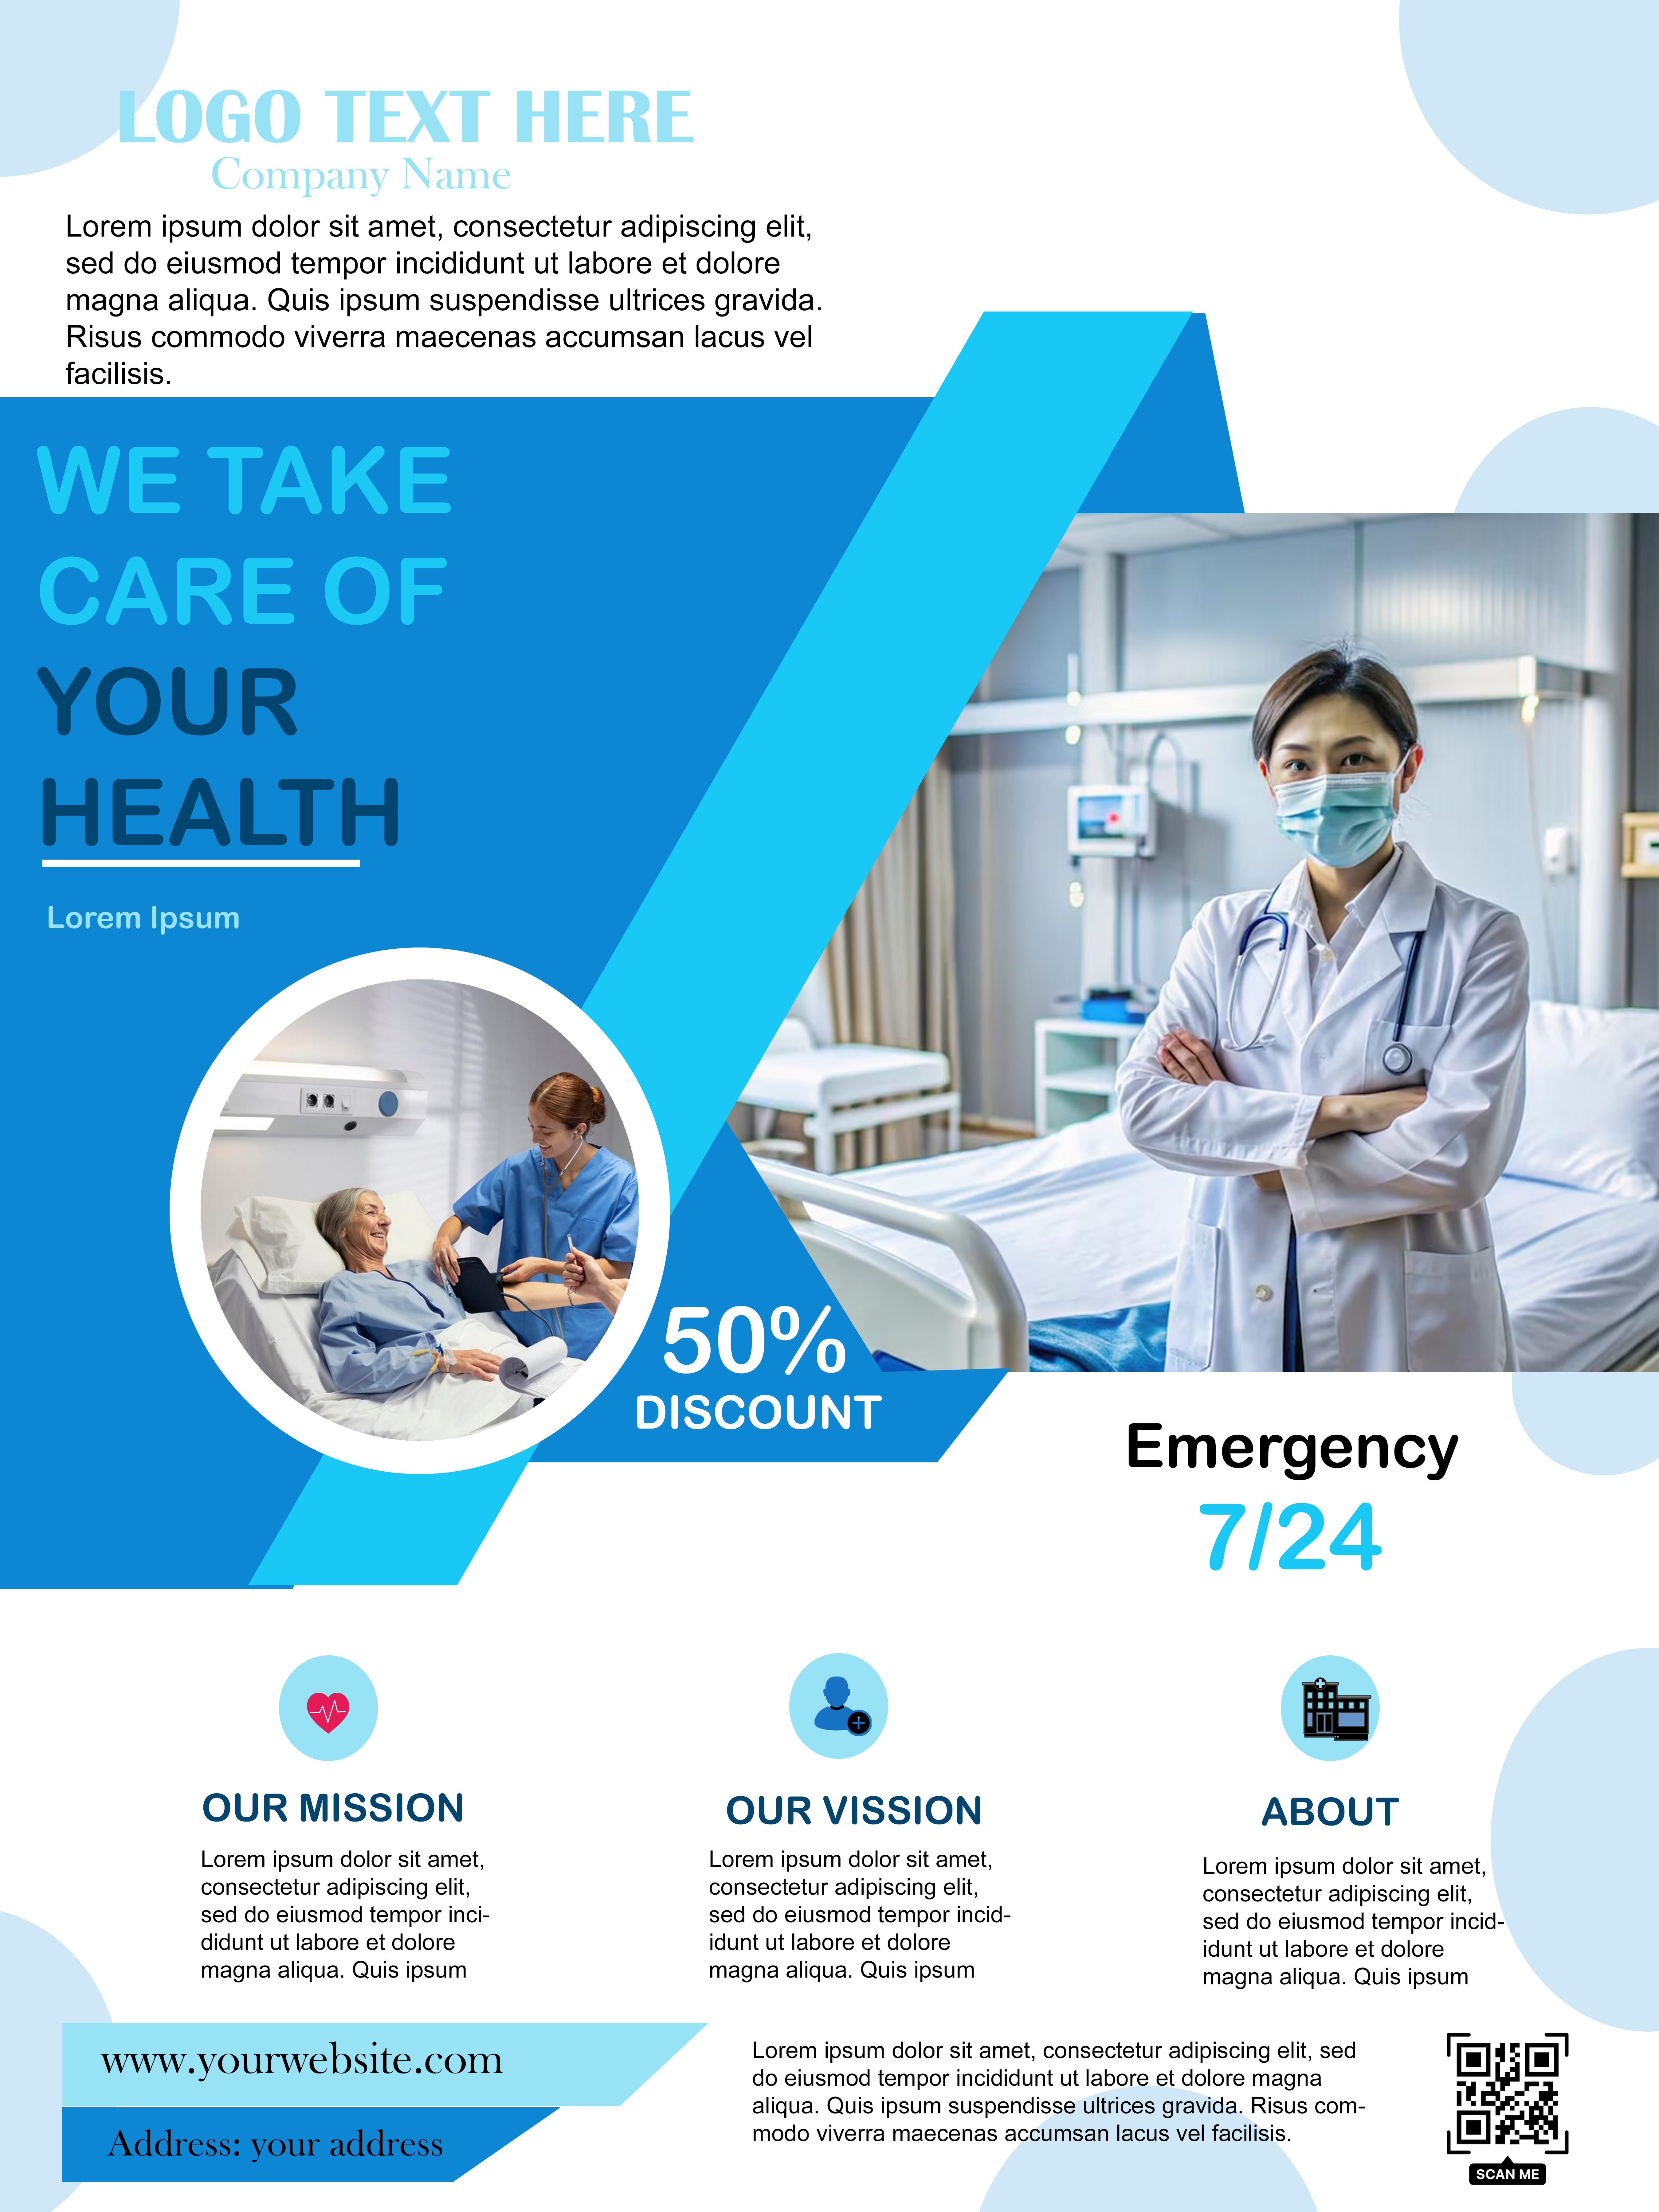 LOGO TEXT HERE
Company Name
Lorem ipsum dolor sit amet, consectetur adipiscing elit,
sed do eiusmod tempor incididunt ut labore et dolore
magna aliqua. Quis ipsum suspendisse ultrices gravida.
Risus commodo viverra maecenas accumsan lacus vel
facilisis.
WE TAKE
CARE OF
YOUR
HEALTH
Lorem Ipsum
50%
DISCOUNT
Emergency
7/24
OUR MISSION
Lorem ipsum dolor sit amet,
consectetur adipiscing elit,
sed do eiusmod tempor inci-
didunt ut labore et dolore
magna aliqua. Quis ipsum
OUR VISSION
Lorem ipsum dolor sit amet,
consectetur adipiscing elit,
sed do eiusmod tempor incid-
idunt ut labore et dolore
magna aliqua. Quis ipsum
ABOUT
Lorem ipsum dolor sit amet,
consectetur adipiscing elit,
sed do eiusmod tempor incid-
idunt ut labore et dolore
magna aliqua. Quis ipsum
www.yourwebsite.com
Address: your address
Lorem ipsum dolor sit amet, consectetur adipiscing elit, sed
do eiusmod tempor incididunt ut labore et dolore magna
aliqua. Quis ipsum suspendisse ultrices gravida. Risus com-
modo viverra maecenas accumsan lacus vel facilisis.
SCAN ME